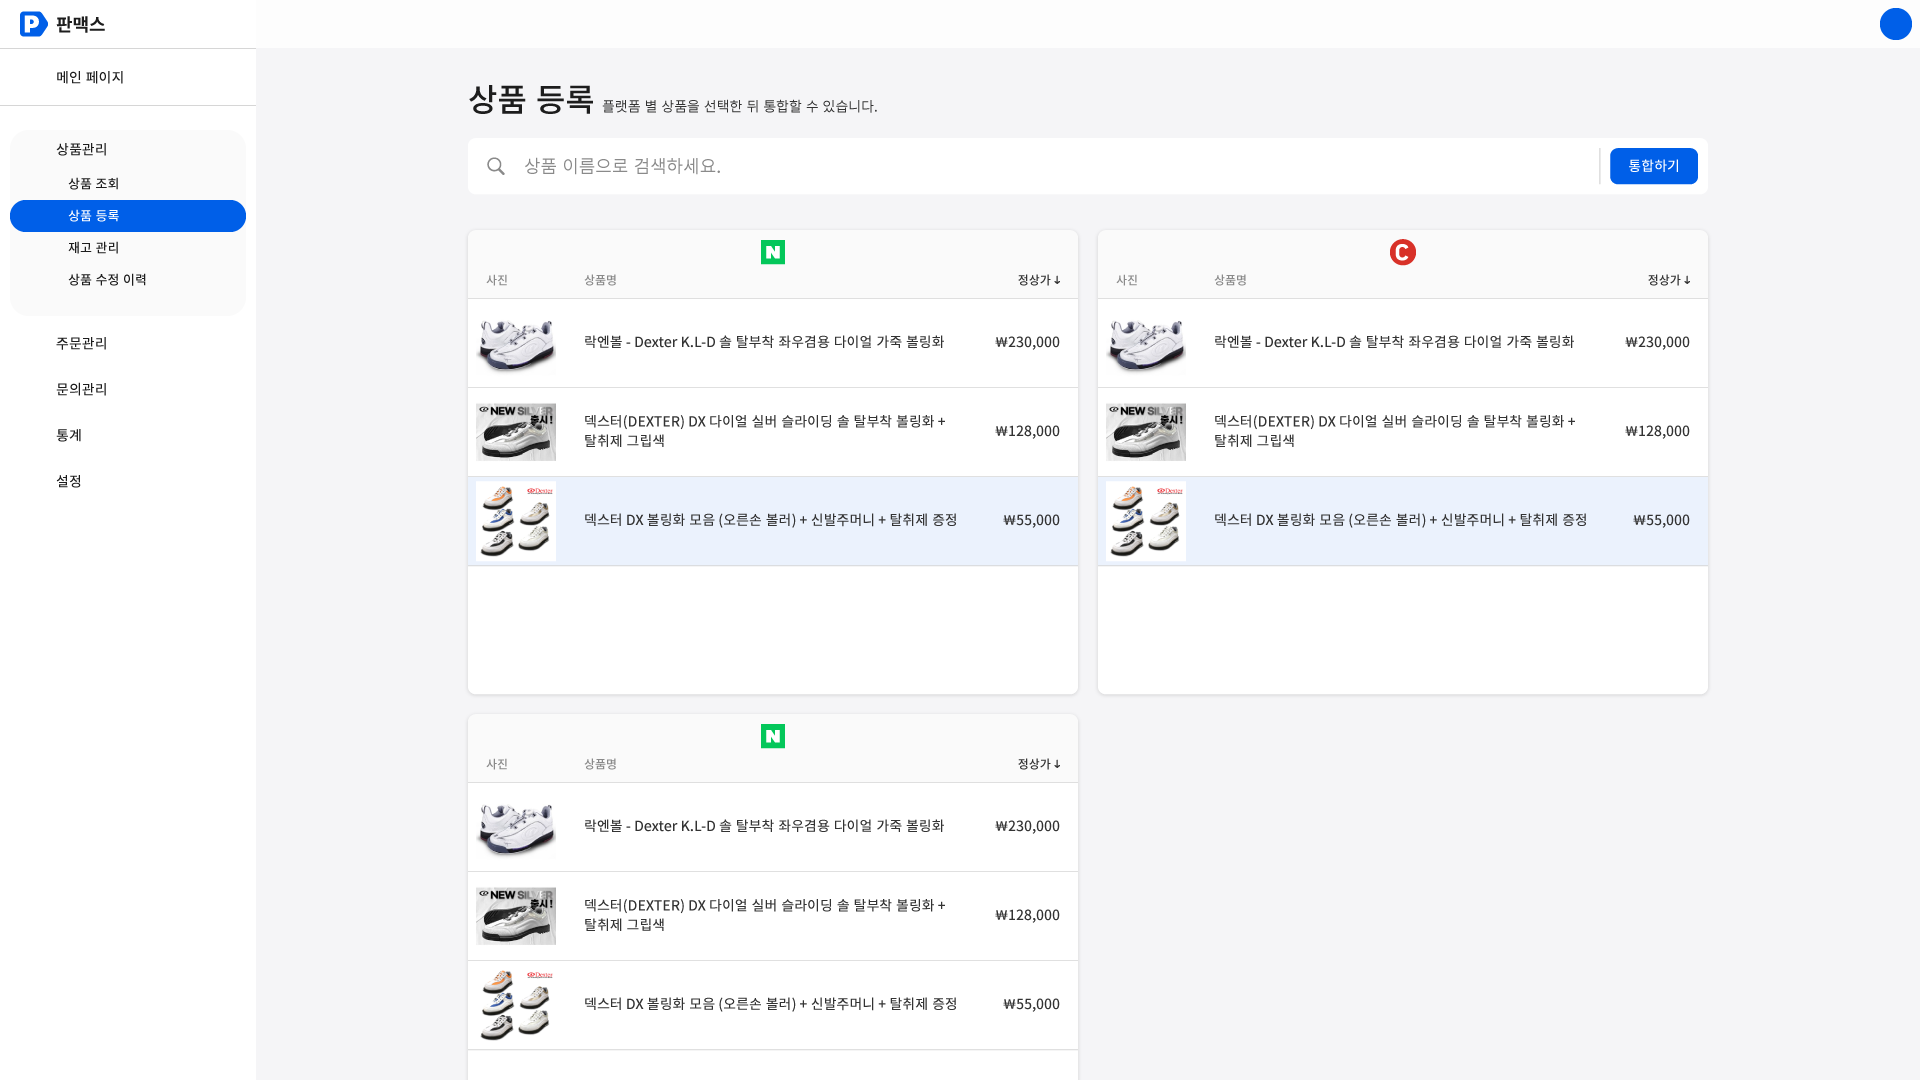 판맥스
메인 페이지
상품관리
상품 조회
상품 등록
재고 관리
상품 수정 이력
주문관리
문의관리
통계
설정
상품 등록 플랫폼 별 상품을 선택한 뒤 통합할 수 있습니다.
상품 이름으로 검색하세요.
통합하기
N
사진 상품명 정상가↓
락엔볼 - Dexter K.L-D 솔 탈부착 좌우겸용 다이얼 가죽 볼링화 ₩230,000
NEW SILVER
출시!
덱스터(DEXTER) DX 다이얼 실버 슬라이딩 솔 탈부착 볼링화 +
탈취제 그립색
₩128,000
Dexter
덱스터 DX 볼링화 모음 (오른손 볼러) + 신발주머니 + 탈취제 증정 ₩55,000
C
사진 상품명 정상가↓
락엔볼 - Dexter K.L-D 솔 탈부착 좌우겸용 다이얼 가죽 볼링화 ₩230,000
NEW SILVER
출시!
덱스터(DEXTER) DX 다이얼 실버 슬라이딩 솔 탈부착 볼링화 +
탈취제 그립색
₩128,000
Dexter
덱스터 DX 볼링화 모음 (오른손 볼러) + 신발주머니 + 탈취제 증정 ₩55,000
N
사진 상품명 정상가↓
락엔볼 - Dexter K.L-D 솔 탈부착 좌우겸용 다이얼 가죽 볼링화 ₩230,000
NEW SILVER
출시!
덱스터(DEXTER) DX 다이얼 실버 슬라이딩 솔 탈부착 볼링화 +
탈취제 그립색
₩128,000
Dexter
덱스터 DX 볼링화 모음 (오른손 볼러) + 신발주머니 + 탈취제 증정 ₩55,000